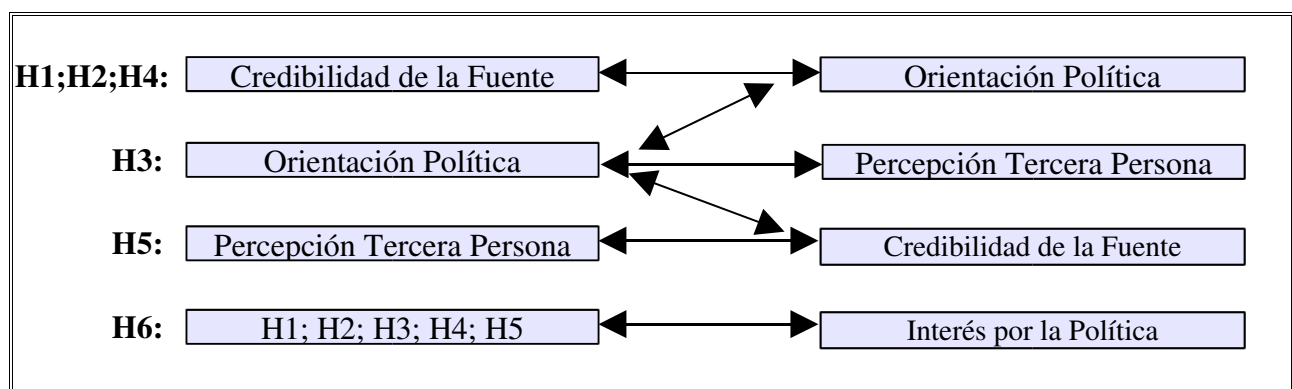 H1;H2;H4: Credibilidad de la Fuente Orientación Política
H3: Orientación Política Percepción Tercera Persona
H5: Percepción Tercera Persona Credibilidad de la Fuente
H6: H1; H2; H3; H4; H5 Interés por la Política